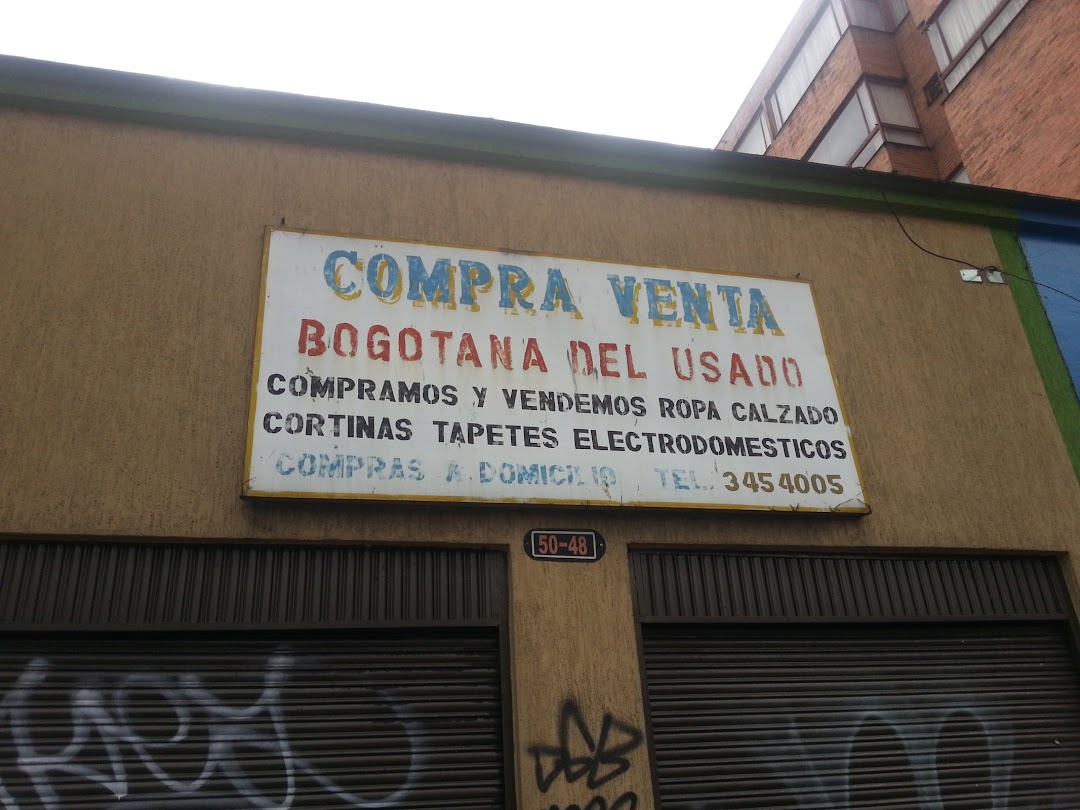 COMPRA VENTA
BOGOTANA DEL USADO
COMPRAMOS Y VENDEMOS ROPA CALZADO
CORTINAS TAPETES ELECTRODOMESTICOS
COMPRAS A DOMICILIO TEL. 3454005
50-48